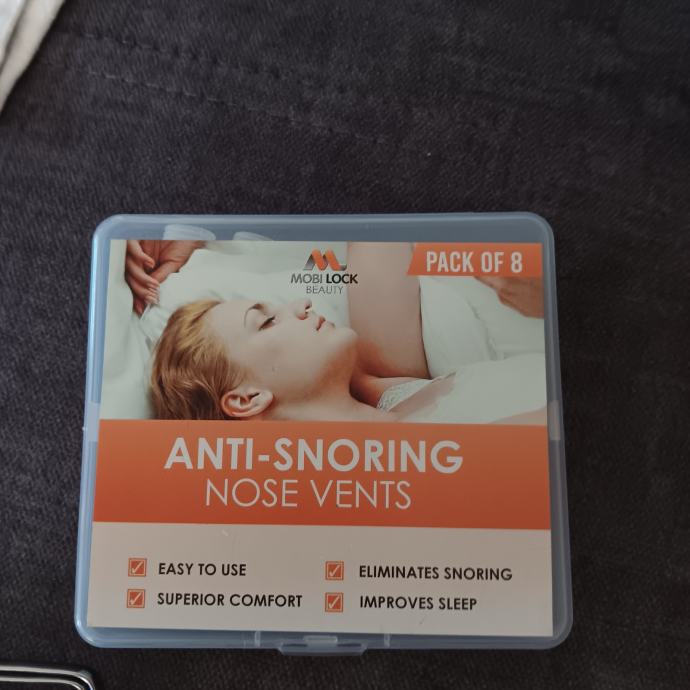 MOBI LOCK
BEAUTY
PACK OF 8
ANTI-SNORING
NOSE VENTS
EASY TO USE
ELIMINATES SNORING
SUPERIOR COMFORT
IMPROVES SLEEP